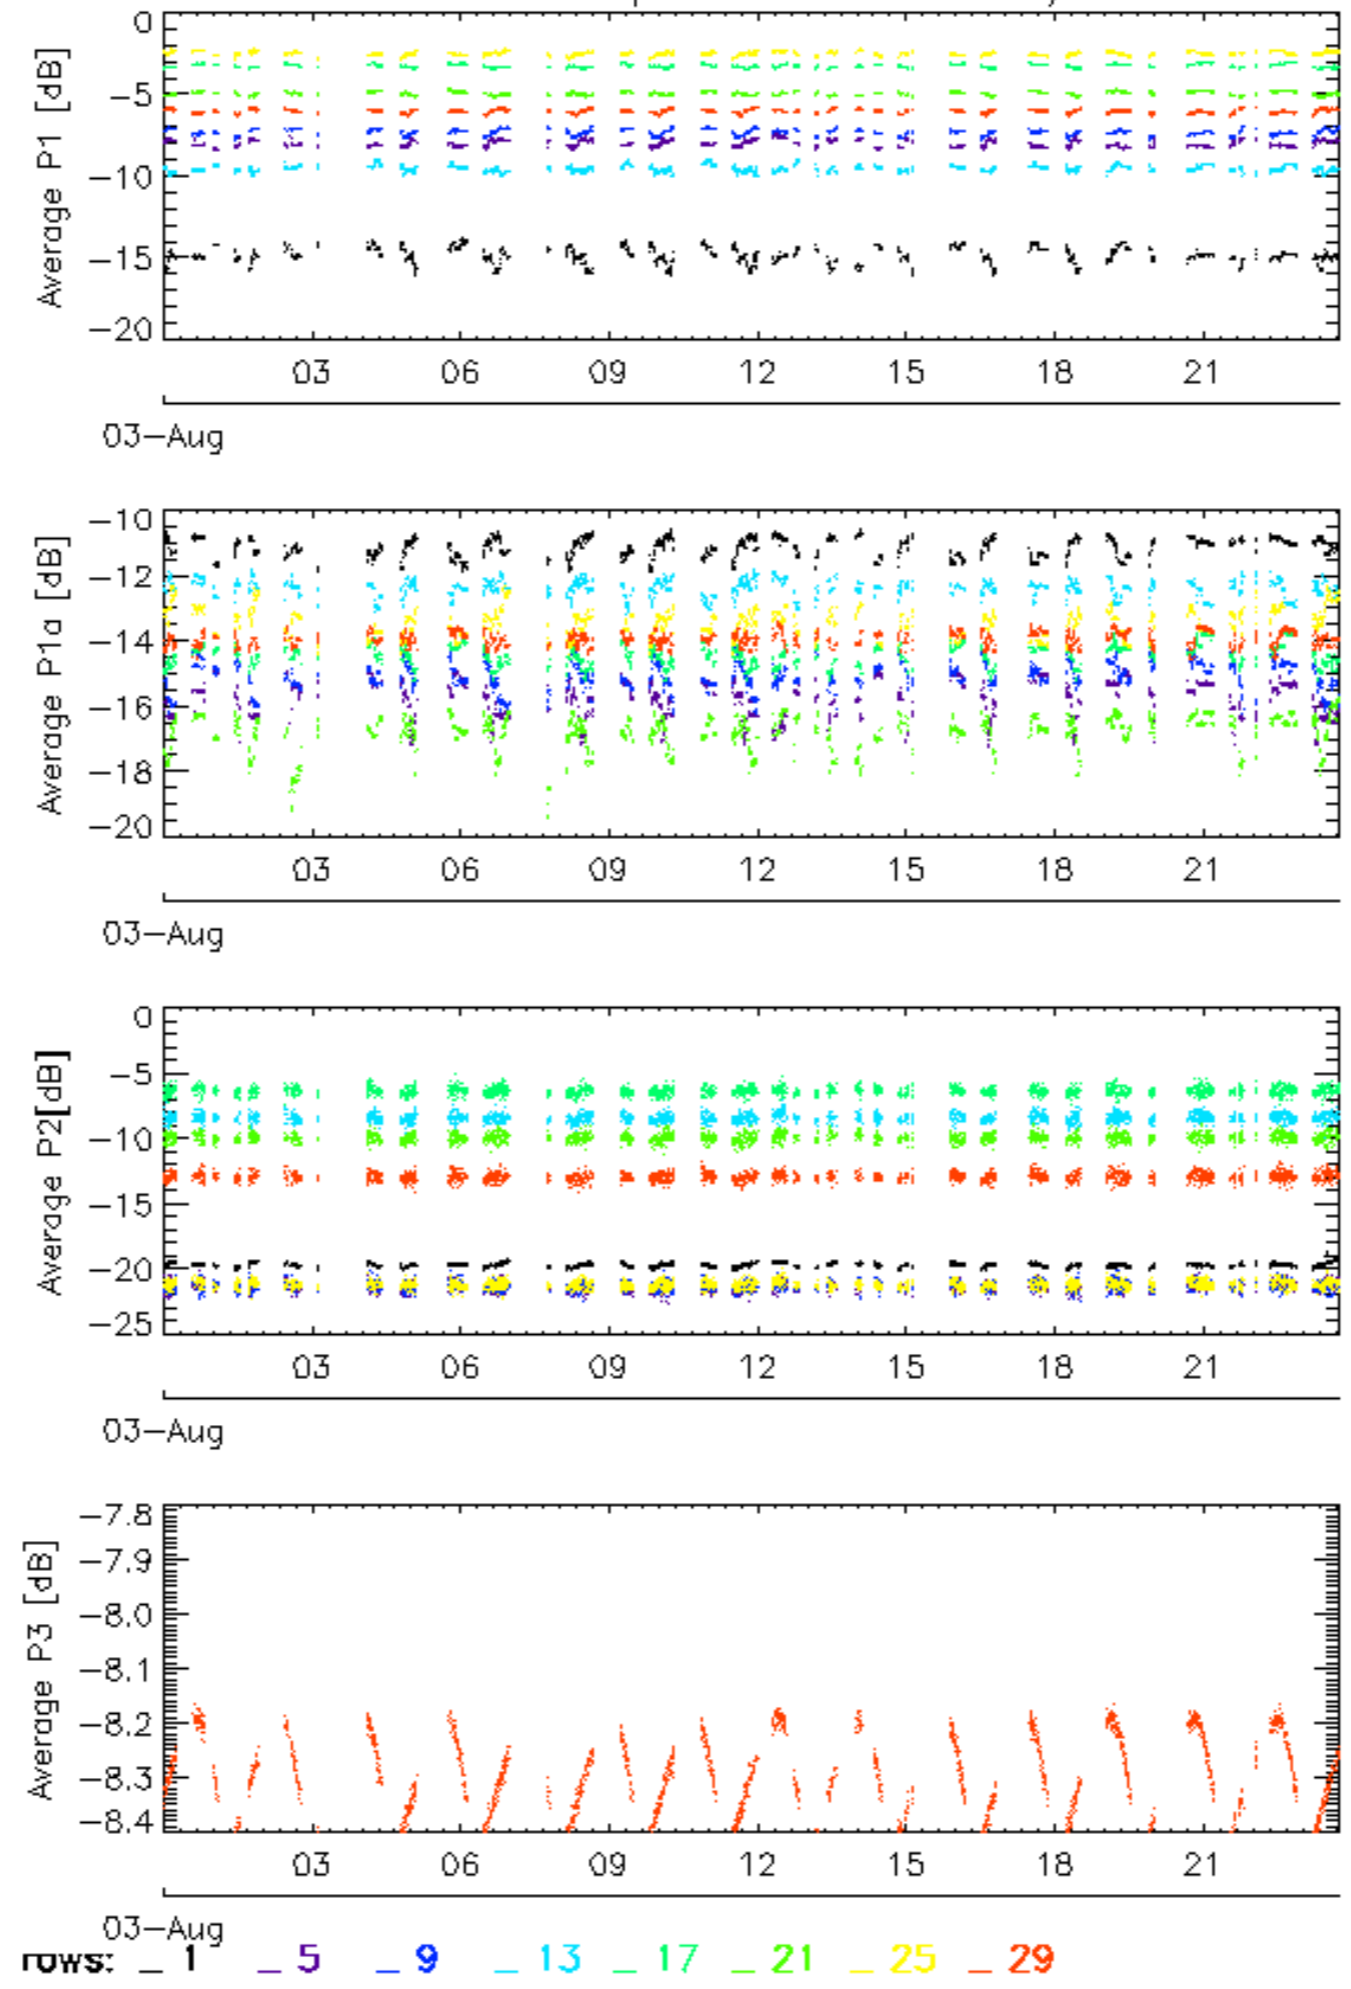 Average P1 [dB]
0
−5
−10
−15
−20
03 06 09 12 15 18 21
03−Aug
Average P1a [dB]
−10
−12
−14
−16
−18
−20
03 06 09 12 15 18 21
03−Aug
Average P2[dB]
0
−5
−10
−15
−20
−25
03 06 09 12 15 18 21
03−Aug
Average P3 [dB]
−7.8
−7.9
−8.0
−8.1
−8.2
−8.3
−8.4
03 06 09 12 15 18 21
03−Aug
rows: _ 1 _ 5 _ 9 _ 13 _ 17 _ 21 _ 25 _ 29